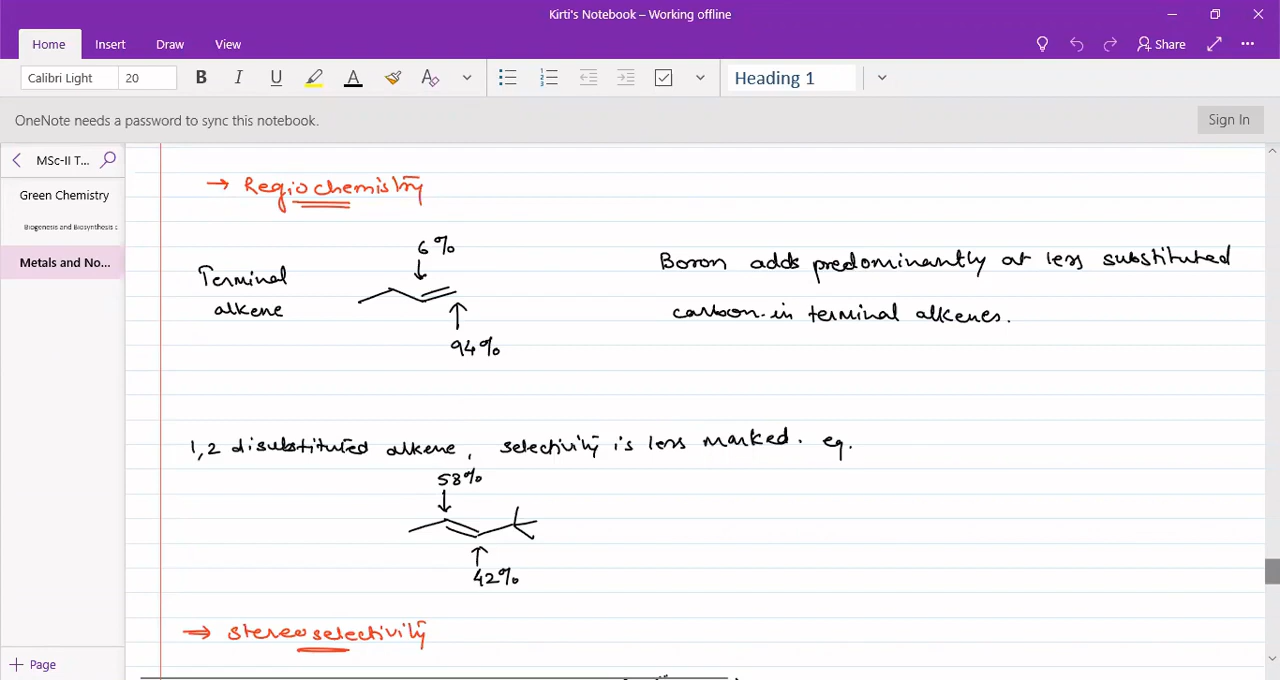 Kirti's Notebook – Working offline
Home Insert Draw View Share
Calibri Light 20 B I U A A Heading 1
OneNote needs a password to sync this notebook. Sign In
MSc-II T...
Green Chemistry
Biogenesis and Biosynthesis
Metals and No...
Page
→ Regiochemistry
6%
Terminal
alkene
94%
Boron adds predominantly at less substituted
carbon in terminal alkenes.
1,2 disubstituted alkene, selectivity is less marked. eg.
58%
42%
⇒ stereoselectivity